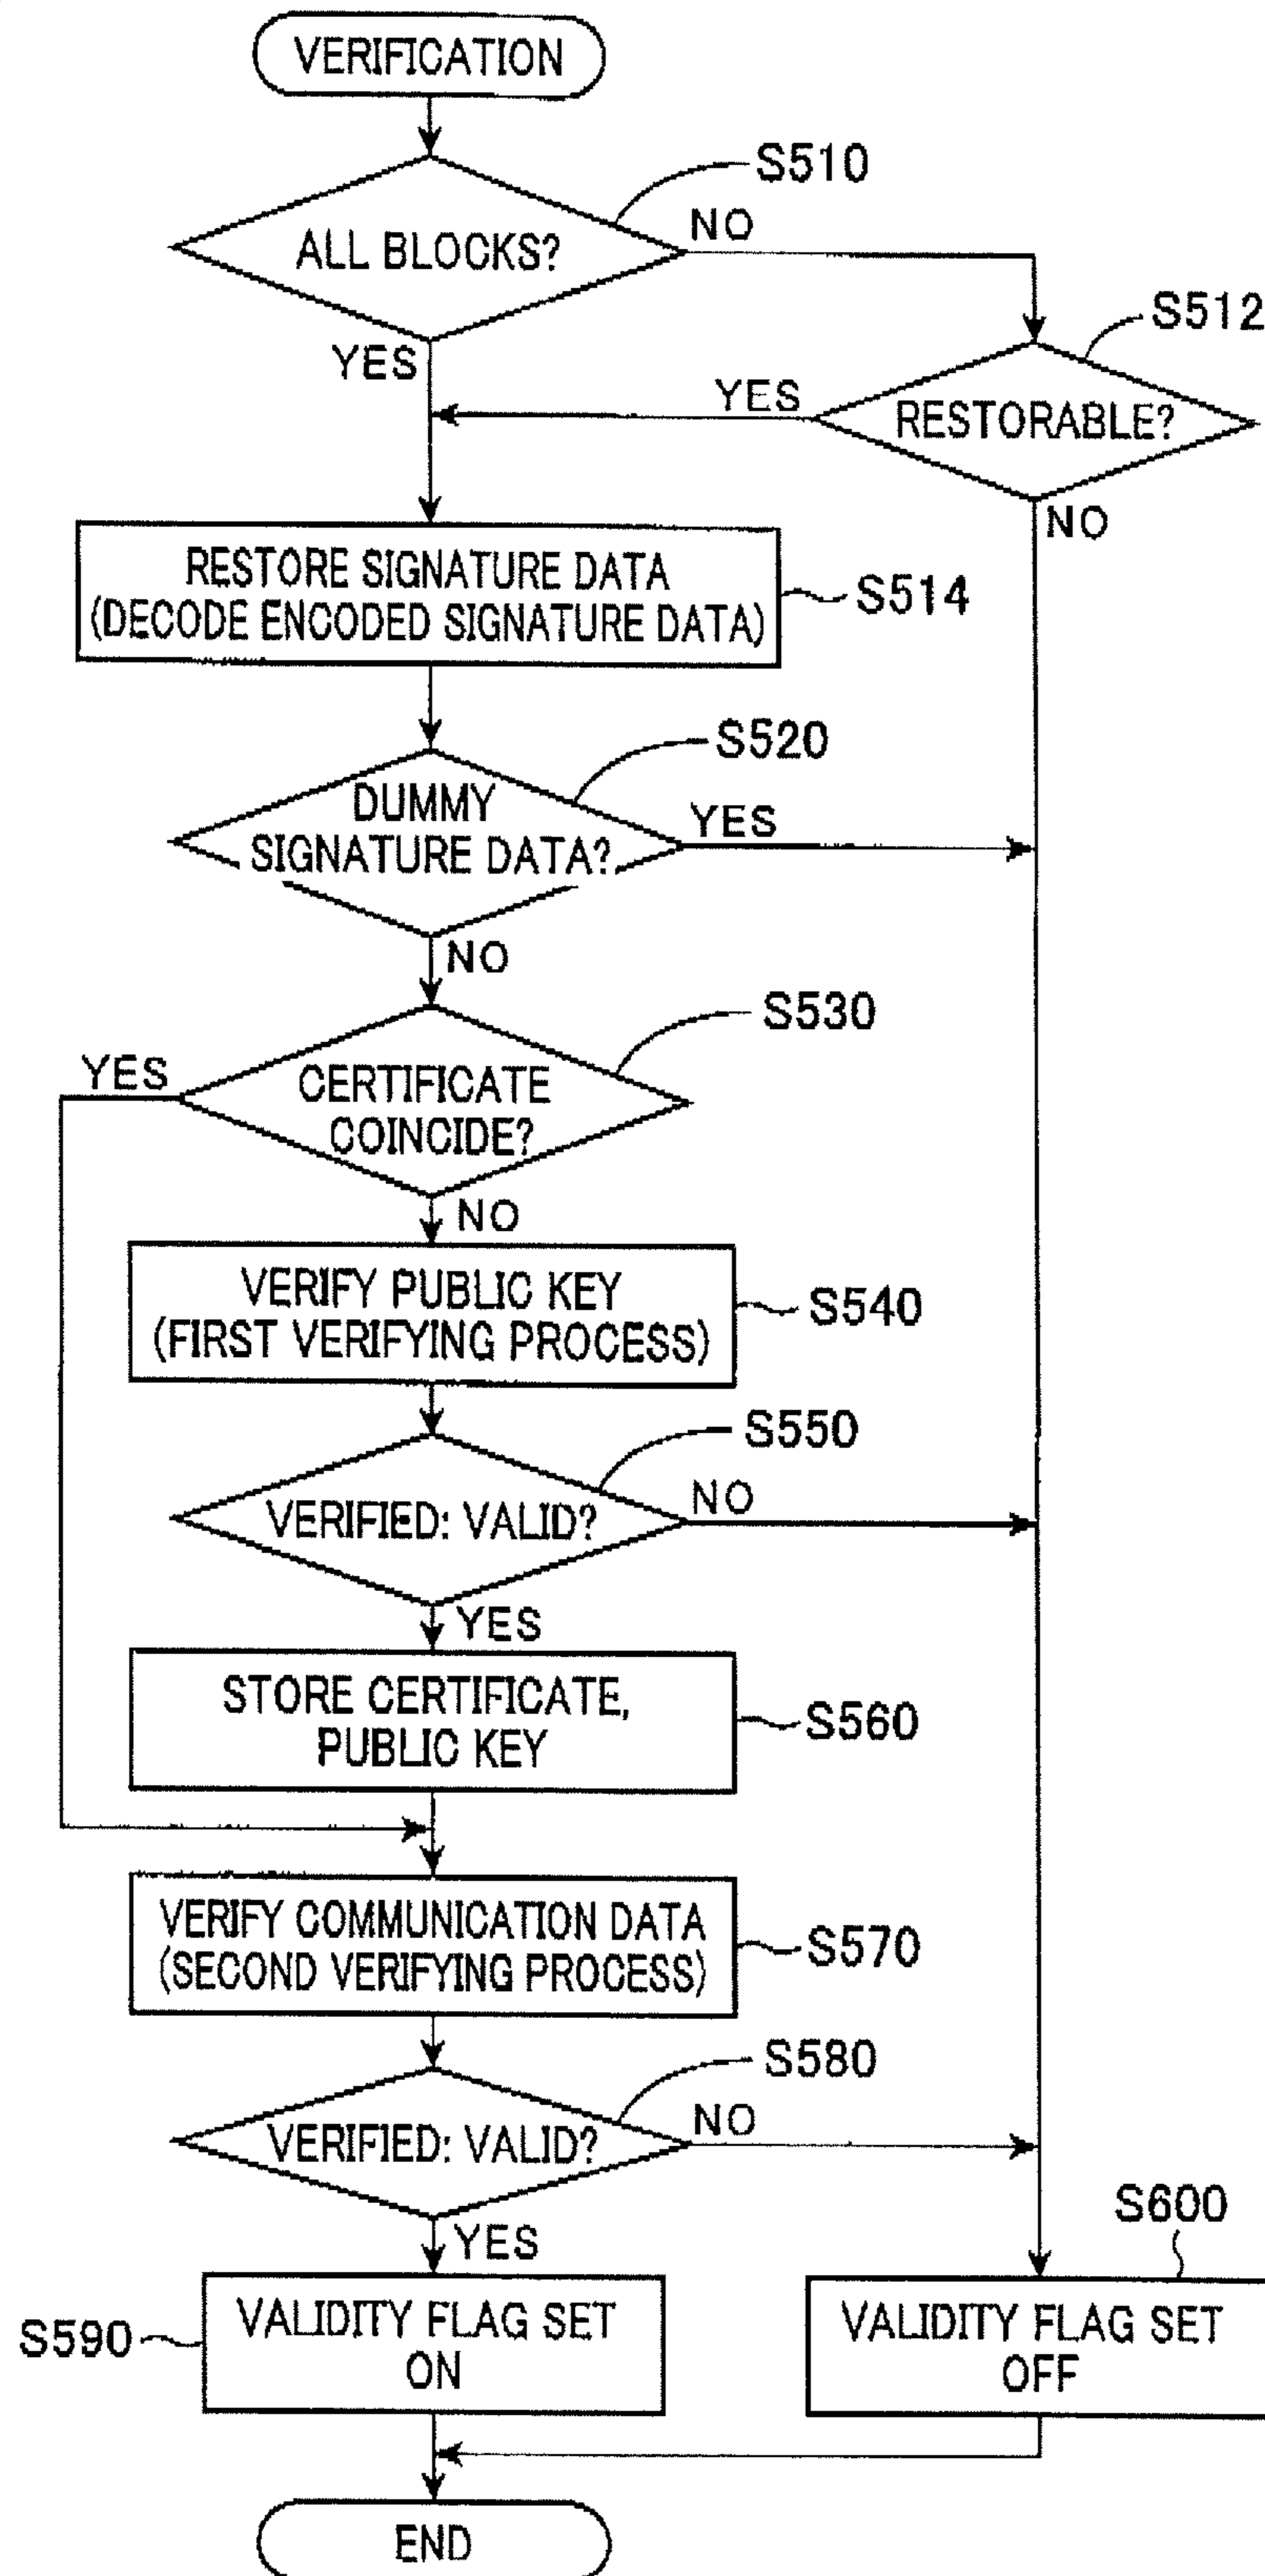 VERIFICATION
S510
ALL BLOCKS?
NO
YES
S512
RESTORABLE?
YES
NO
RESTORE SIGNATURE DATA
(DECODE ENCODED SIGNATURE DATA)
S514
S520
DUMMY
SIGNATURE DATA?
YES
NO
S530
CERTIFICATE
COINCIDE?
YES
NO
VERIFY PUBLIC KEY
(FIRST VERIFYING PROCESS)
S540
S550
VERIFIED: VALID?
NO
YES
STORE CERTIFICATE,
PUBLIC KEY
S560
VERIFY COMMUNICATION DATA
(SECOND VERIFYING PROCESS)
S570
S580
VERIFIED: VALID?
NO
YES
S590
VALIDITY FLAG SET
ON
S600
VALIDITY FLAG SET
OFF
END